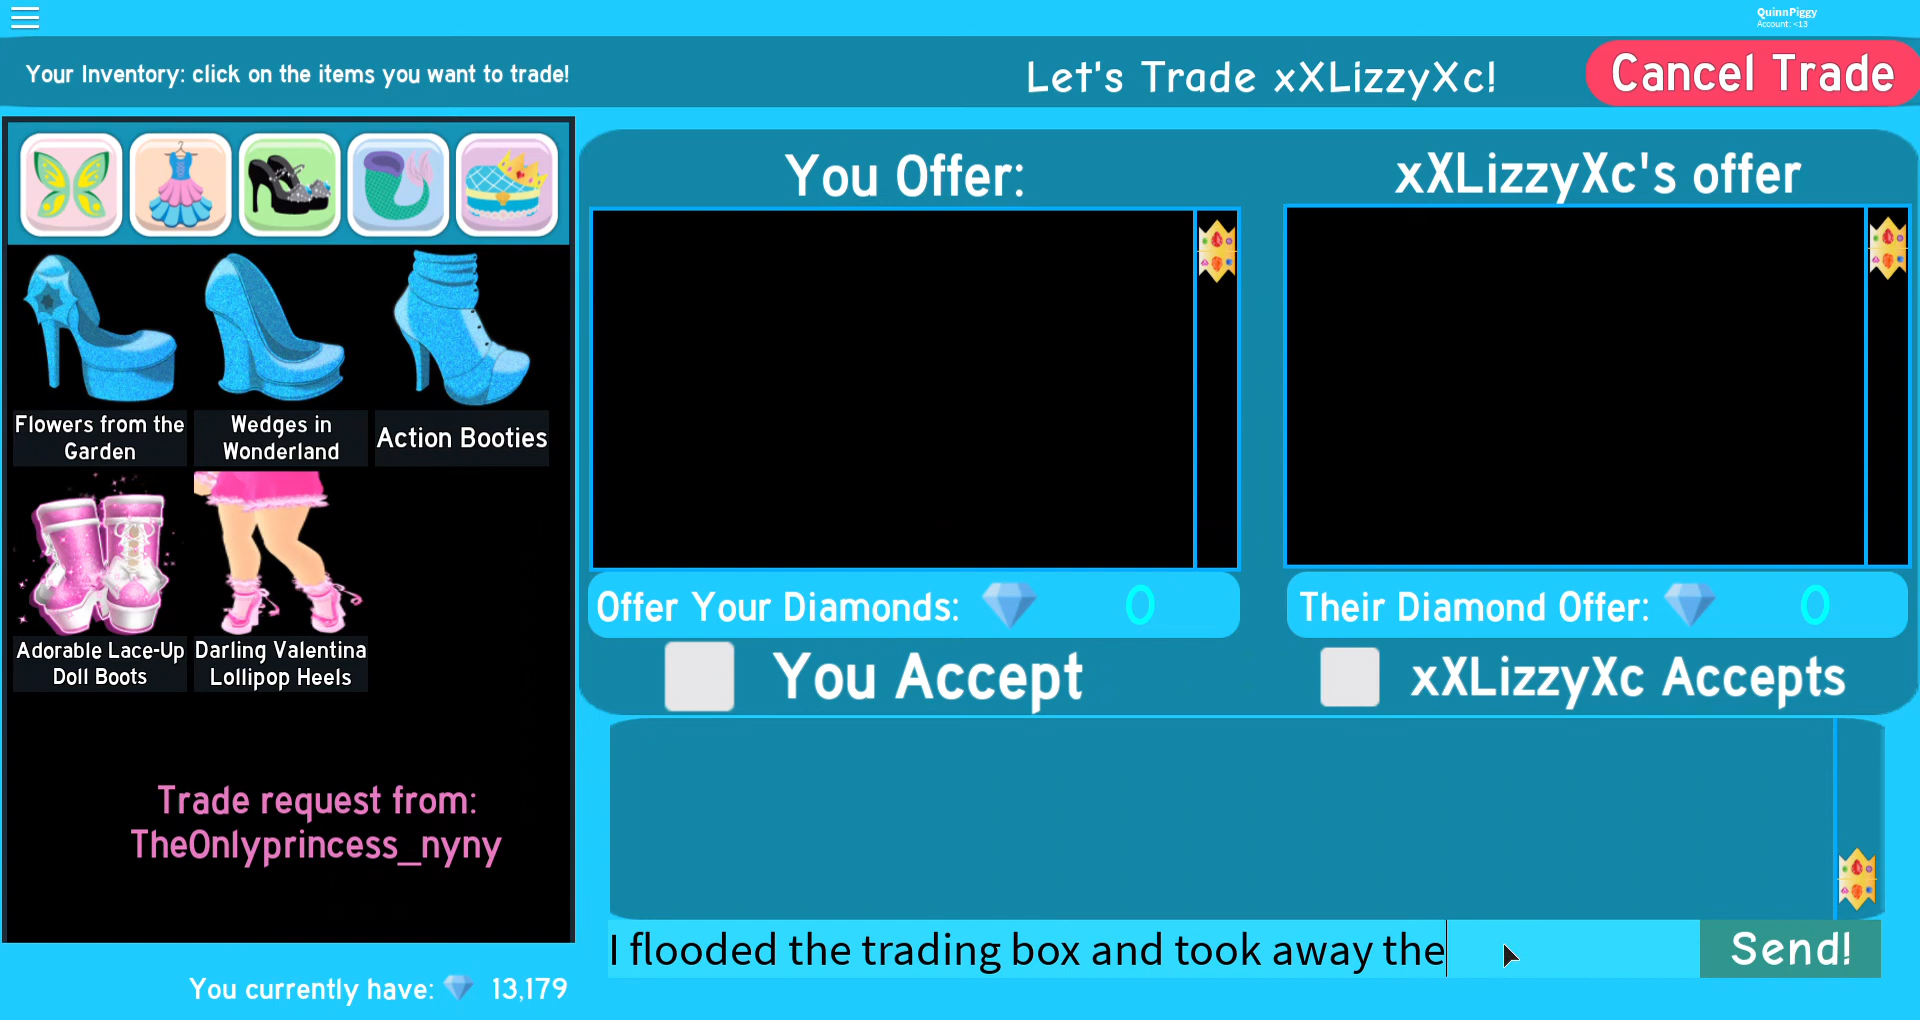 QuinnPiggy
Account: <13
Your Inventory: click on the items you want to trade!
Let's Trade xXLizzyXc!
Cancel Trade
You Offer:
xXLizzyXc's offer
Flowers from the
Garden
Wedges in
Wonderland
Action Booties
Adorable Lace-Up
Doll Boots
Darling Valentina
Lollipop Heels
Offer Your Diamonds: 0
Their Diamond Offer: 0
You Accept
xXLizzyXc Accepts
Trade request from:
TheOnlyprincess_nyny
I flooded the trading box and took away the
Send!
You currently have: 13,179